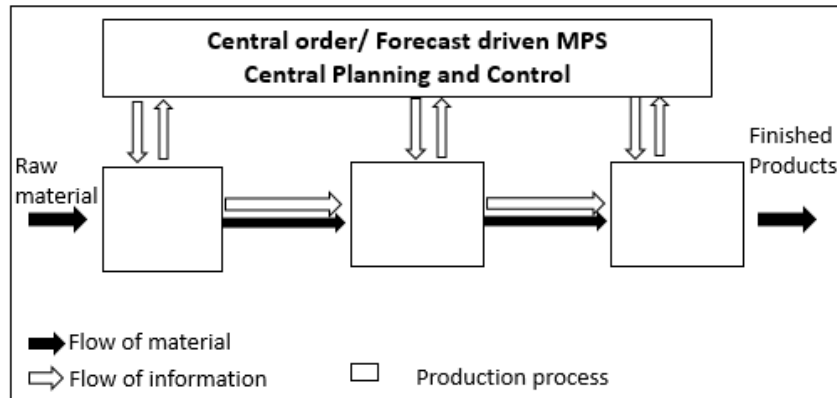 Central order/ Forecast driven MPS
Central Planning and Control
Raw
material
Finished
Products
Flow of material
Flow of information
Production process